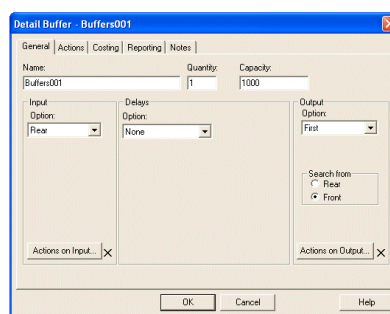 Detail Buffer - Buffers001
General Actions Costing Reporting Notes
Name: Quantity: Capacity:
Buffers001 1 1000
Input Delays Output
Option: Option: Option:
Rear None First
Search from
Rear
Front
Actions on Input... X Actions on Output... X
OK Cancel Help